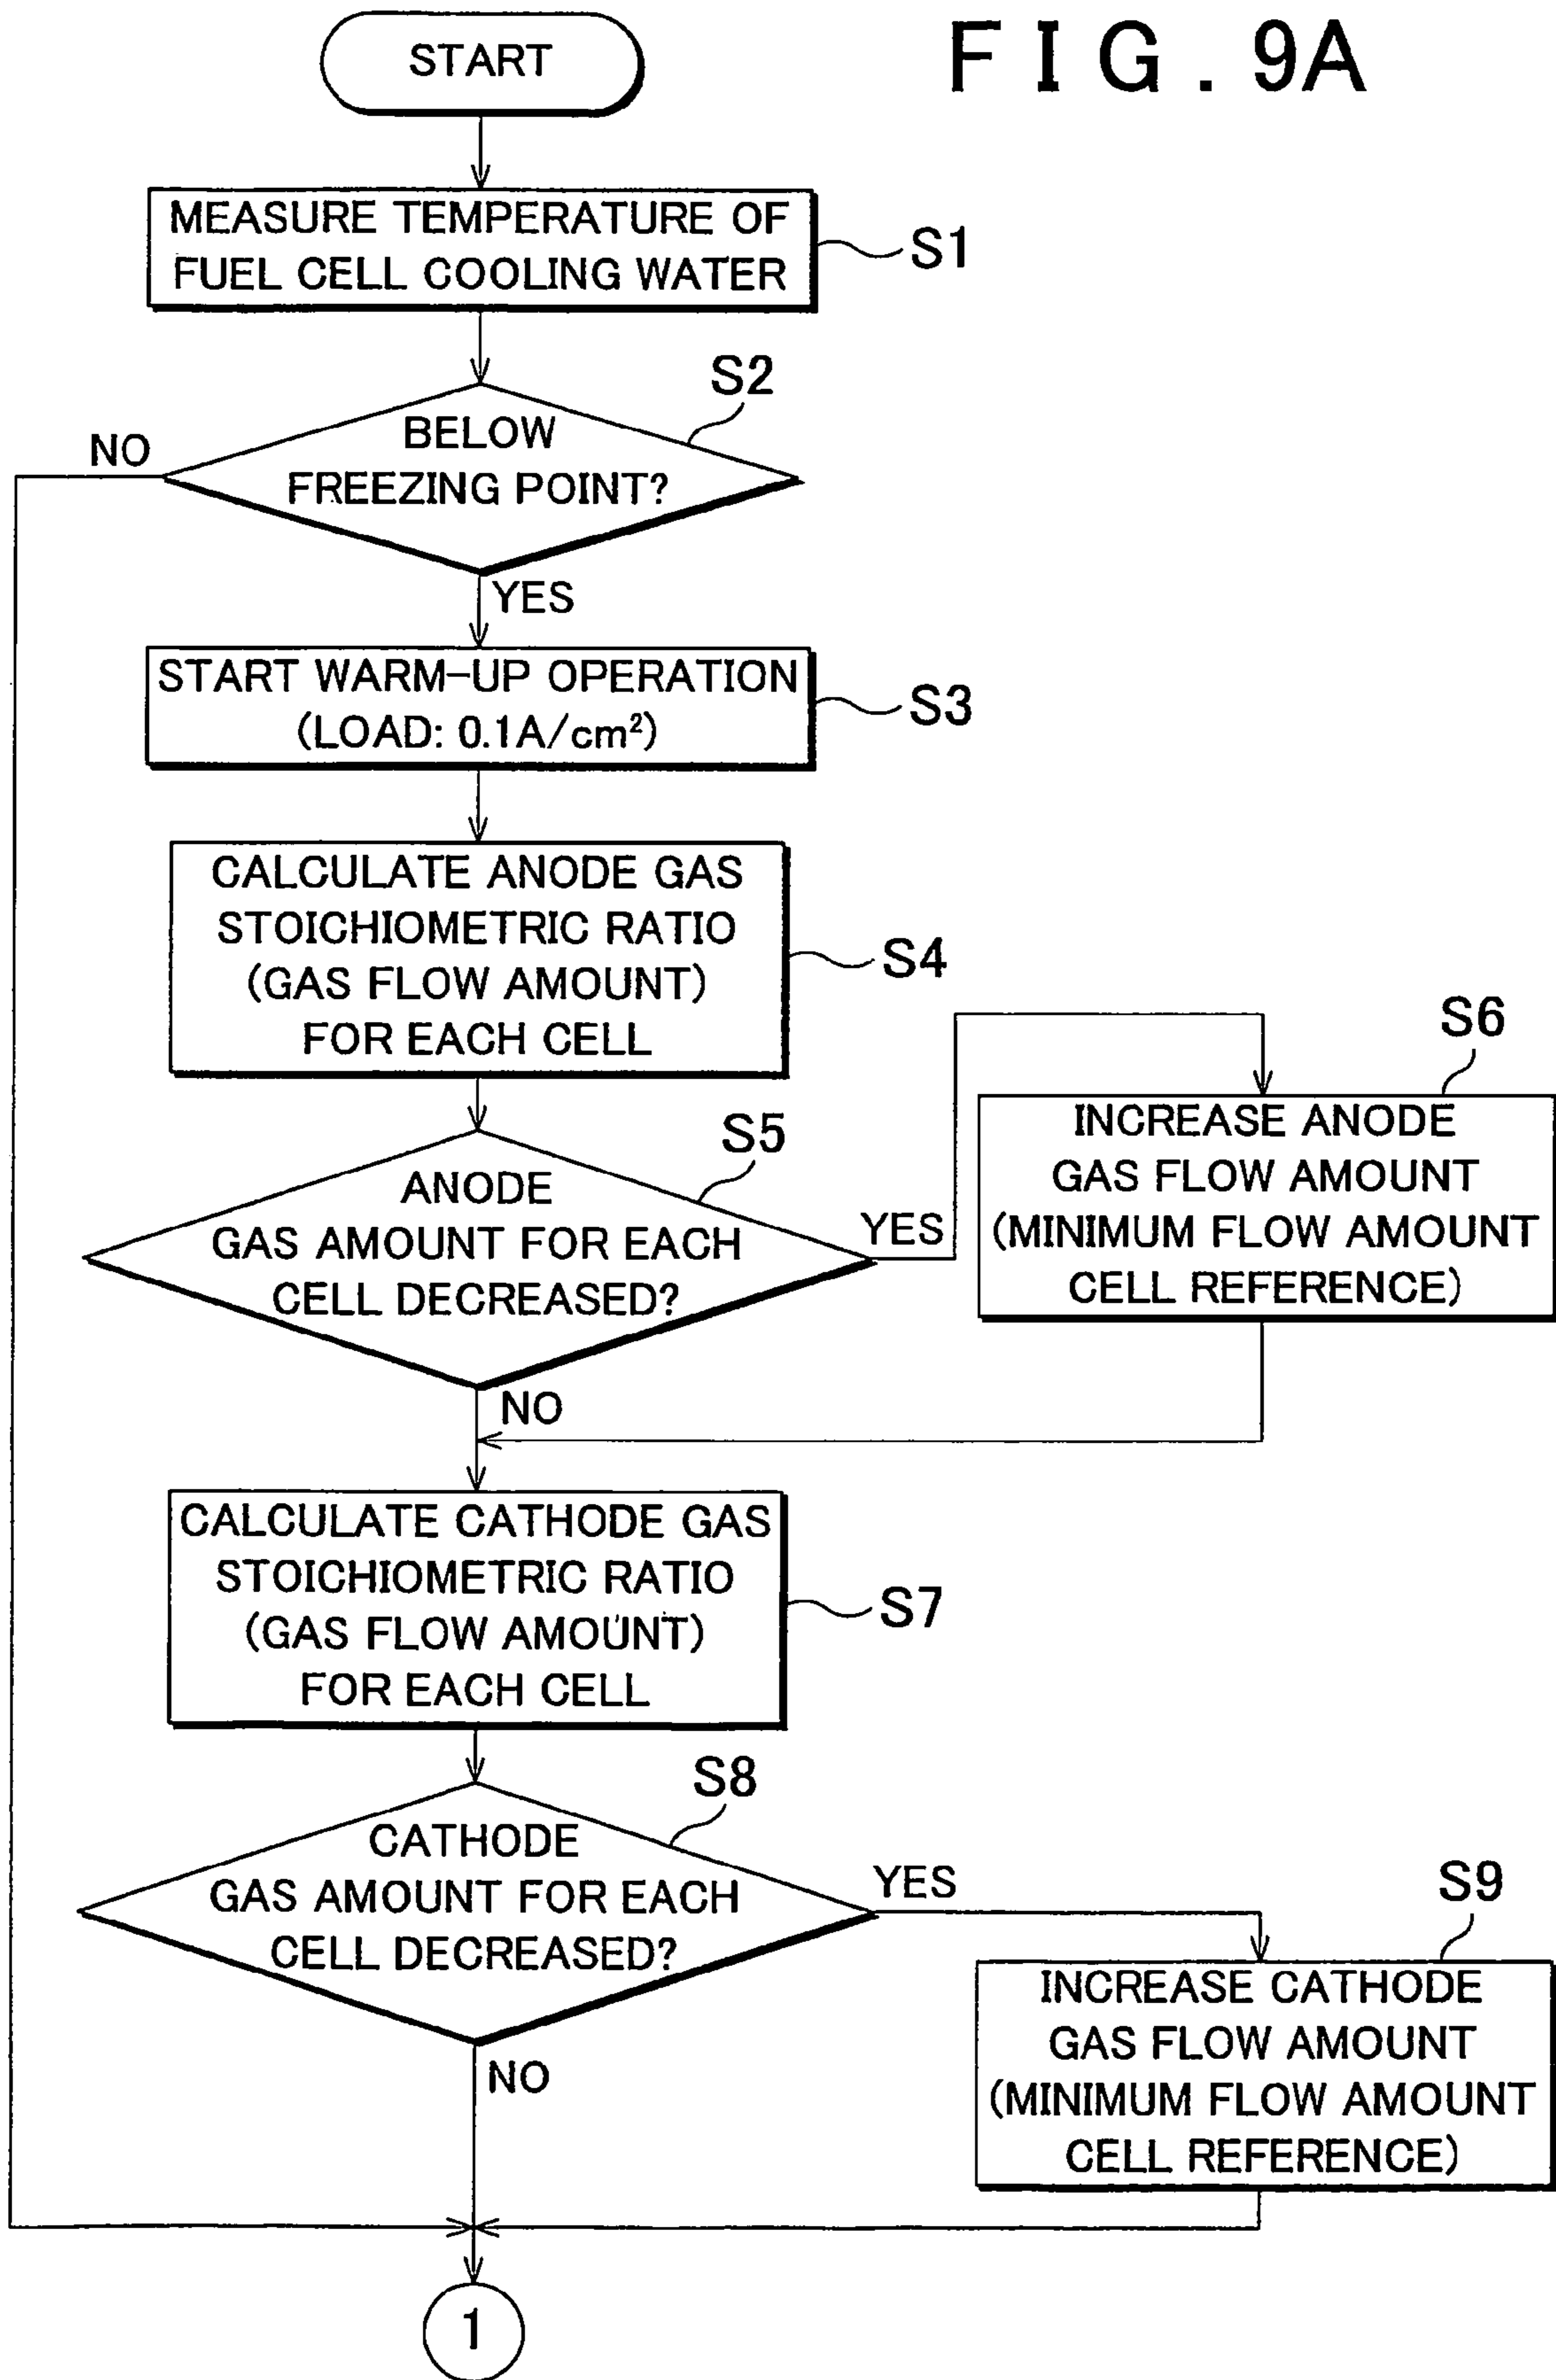 FIG. 9A
START
MEASURE TEMPERATURE OF
FUEL CELL COOLING WATER
S1
S2
BELOW
FREEZING POINT?
NO
YES
START WARM-UP OPERATION
(LOAD: 0.1A/cm²)
S3
CALCULATE ANODE GAS
STOICHIOMETRIC RATIO
(GAS FLOW AMOUNT)
FOR EACH CELL
S4
S5
ANODE
GAS AMOUNT FOR EACH
CELL DECREASED?
YES
NO
S6
INCREASE ANODE
GAS FLOW AMOUNT
(MINIMUM FLOW AMOUNT
CELL REFERENCE)
CALCULATE CATHODE GAS
STOICHIOMETRIC RATIO
(GAS FLOW AMOUNT)
FOR EACH CELL
S7
S8
CATHODE
GAS AMOUNT FOR EACH
CELL DECREASED?
YES
NO
S9
INCREASE CATHODE
GAS FLOW AMOUNT
(MINIMUM FLOW AMOUNT
CELL REFERENCE)
1